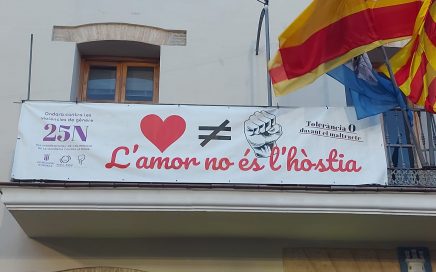 Ondara contra les
violències de gènere
25N
≠
Tolerància 0
davant el maltracte
L'amor no és l'hòstia